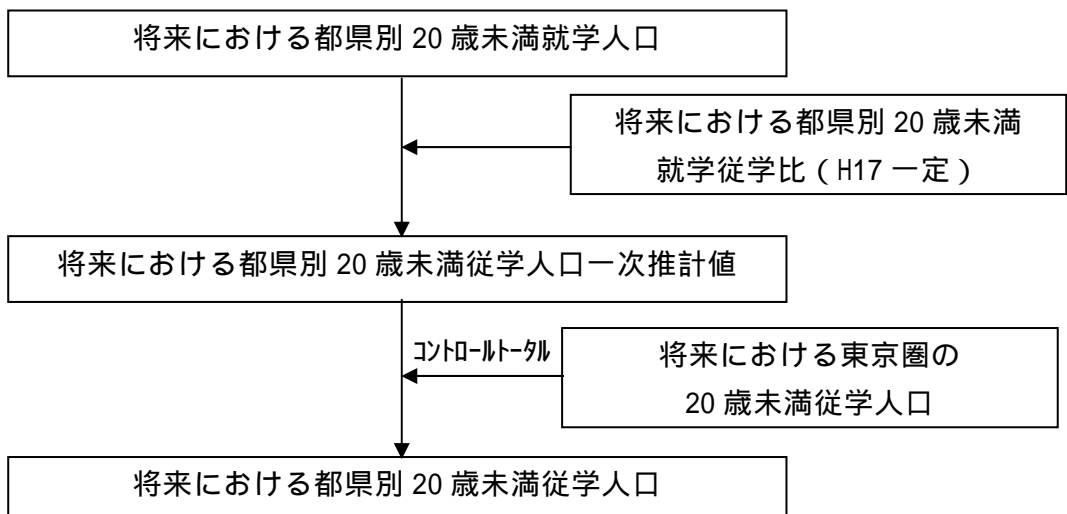 将来における都県別 20 歳未満就学人口
将来における都県別 20 歳未満
就学従学比（H17 一定）
将来における都県別 20 歳未満従学人口一次推計値
ｺﾝﾄﾛｰﾙﾄｰﾀﾙ
将来における東京圏の
20 歳未満従学人口
将来における都県別 20 歳未満従学人口